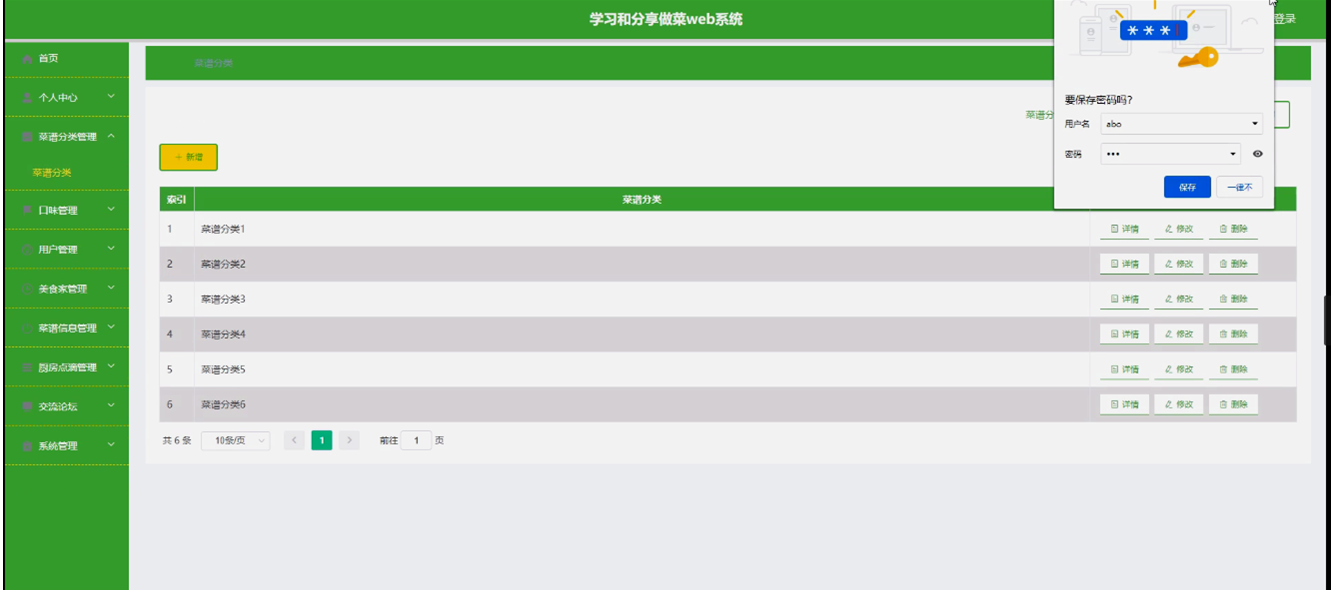 学习和分享做菜web系统
登录
首页
个人中心
菜谱分类管理
菜谱分类
口味管理
用户管理
美食家管理
菜谱信息管理
厨房点滴管理
交流论坛
系统管理
菜谱分类
菜谱分
***
要保存密码吗?
用户名 abo
密码 •••
保存 一律不
+ 新增
索引 菜谱分类
1 菜谱分类1 详情 修改 删除
2 菜谱分类2 详情 修改 删除
3 菜谱分类3 详情 修改 删除
4 菜谱分类4 详情 修改 删除
5 菜谱分类5 详情 修改 删除
6 菜谱分类6 详情 修改 删除
共 6 条 10条/页 < 1 > 前往 1 页